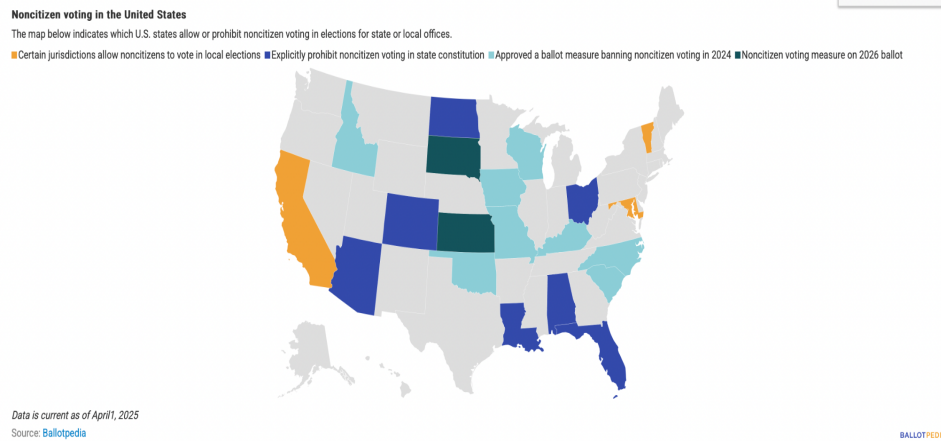 Noncitizen voting in the United States
The map below indicates which U.S. states allow or prohibit noncitizen voting in elections for state or local offices.
Certain jurisdictions allow noncitizens to vote in local elections Explicitly prohibit noncitizen voting in state constitution Approved a ballot measure banning noncitizen voting in 2024 Noncitizen voting measure on 2026 ballot
Data is current as of April1, 2025
Source: Ballotpedia
BALLOTPED